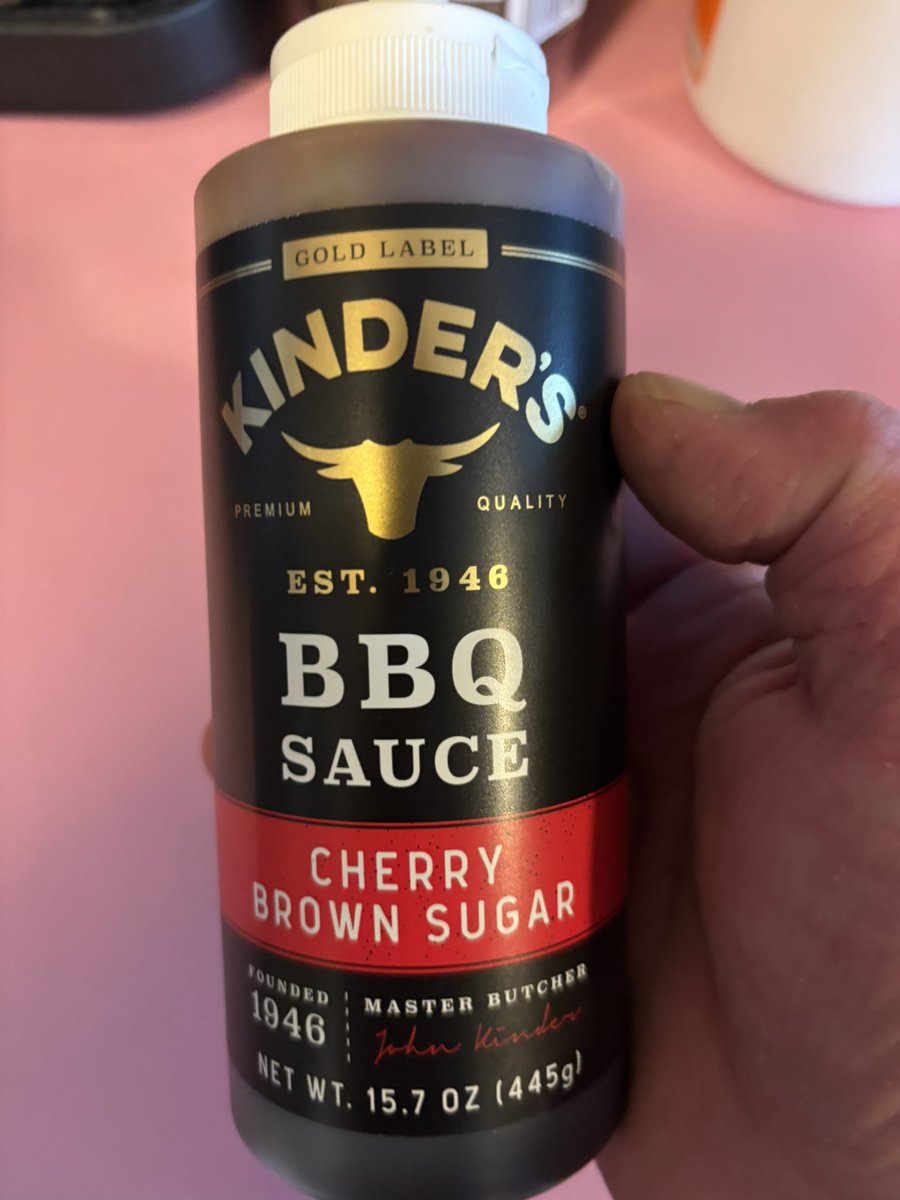 GOLD LABEL
KINDER'S®
PREMIUM QUALITY
EST. 1946
BBQ
SAUCE
CHERRY
BROWN SUGAR
FOUNDED
1946
MASTER BUTCHER
John Kinder
NET WT. 15.7 OZ (445g)